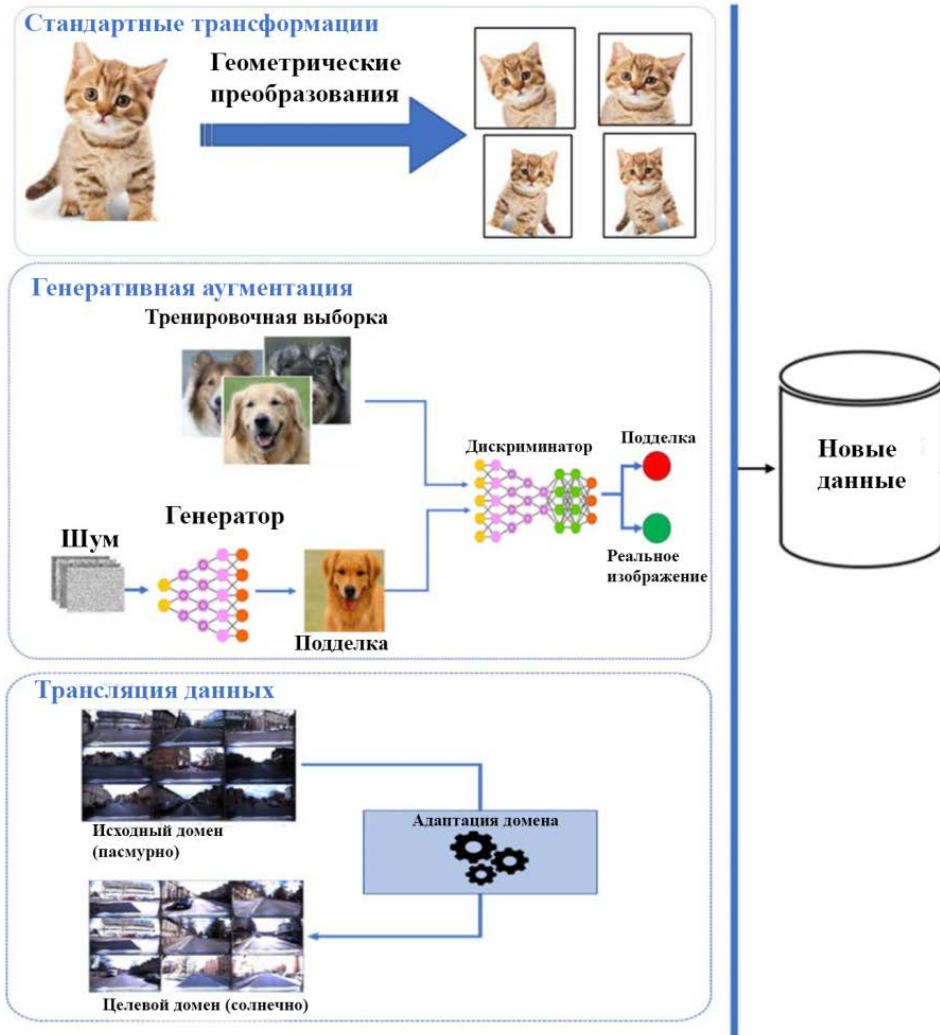 Стандартные трансформации
Геометрические
преобразования
Генеративная аугментация
Тренировочная выборка
Дискриминатор
Подделка
Генератор
Шум
Реальное
изображение
Подделка
Новые
данные
Трансляция данных
Исходный домен
(пасмурно)
Адаптация домена
Целевой домен (солнечно)